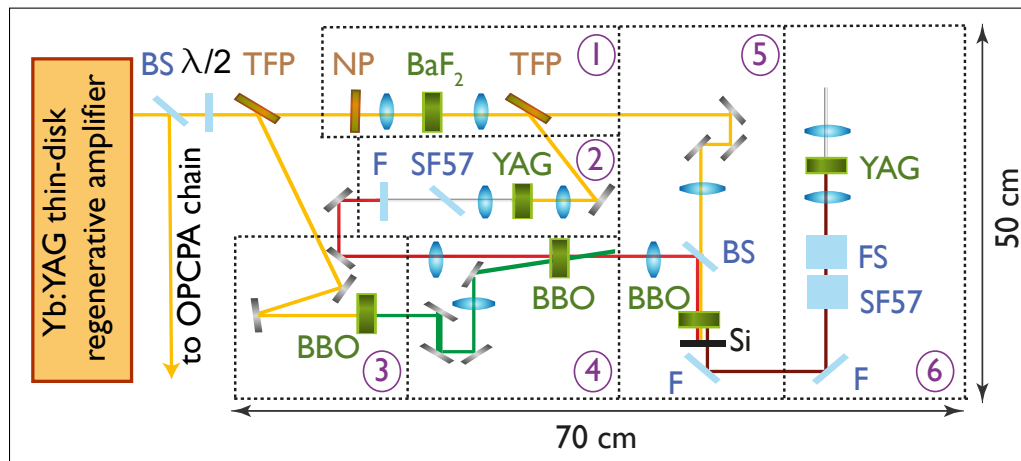 Yb:YAG thin-disk
regenerative amplifier
BS λ/2 TFP
to OPCPA chain
NP BaF2 TFP
1
2
F SF57 YAG
BBO
3
BBO
4
5
BS
BBO
Si
F
YAG
FS
SF57
F
6
50 cm
70 cm